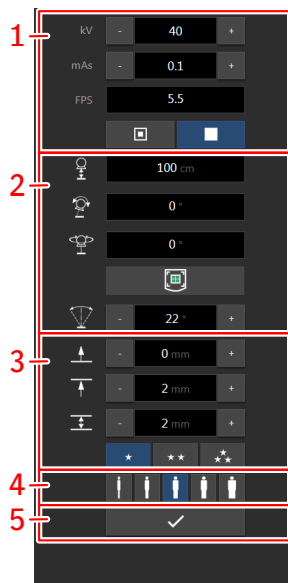 1
kV - 40 +
mAs - 0.1 +
FPS 5.5
2
100 cm
0 °
0 °
- 22 ° +
3
- 0 mm +
- 2 mm +
- 2 mm +
4
5